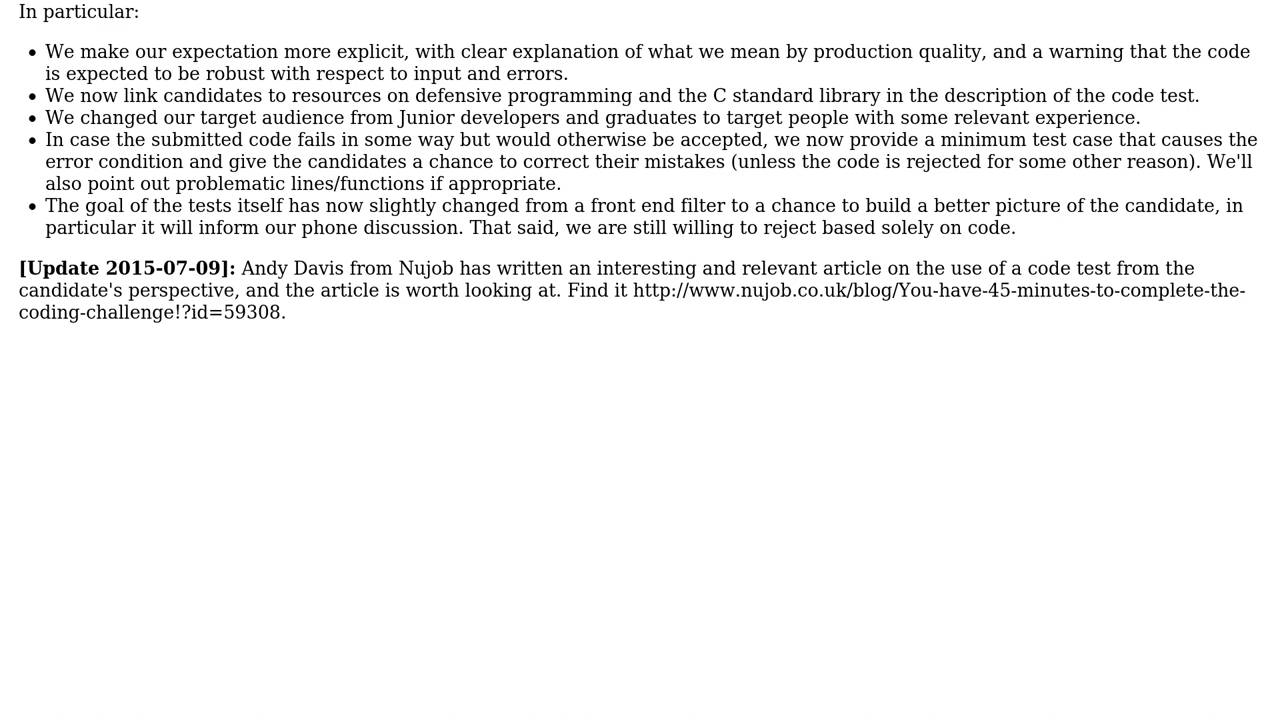 In particular:
We make our expectation more explicit, with clear explanation of what we mean by production quality, and a warning that the code
is expected to be robust with respect to input and errors.
We now link candidates to resources on defensive programming and the C standard library in the description of the code test.
We changed our target audience from Junior developers and graduates to target people with some relevant experience.
In case the submitted code fails in some way but would otherwise be accepted, we now provide a minimum test case that causes the
error condition and give the candidates a chance to correct their mistakes (unless the code is rejected for some other reason). We'll
also point out problematic lines/functions if appropriate.
The goal of the tests itself has now slightly changed from a front end filter to a chance to build a better picture of the candidate, in
particular it will inform our phone discussion. That said, we are still willing to reject based solely on code.
[Update 2015-07-09]: Andy Davis from Nujob has written an interesting and relevant article on the use of a code test from the
candidate's perspective, and the article is worth looking at. Find it http://www.nujob.co.uk/blog/You-have-45-minutes-to-complete-the-
coding-challenge!?id=59308.